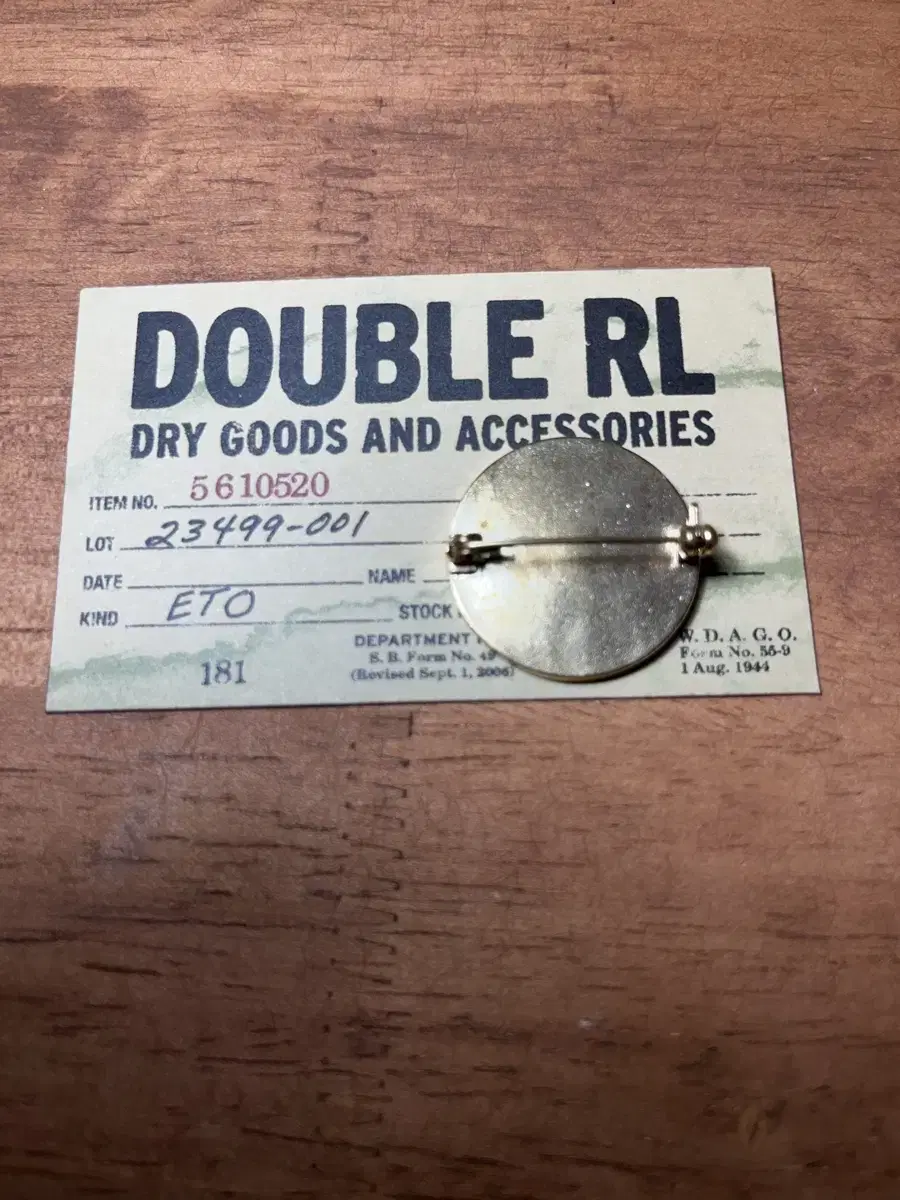 DOUBLE RL
DRY GOODS AND ACCESSORIES
ITEM NO. 5610520
LOT 23499-001
DATE NAME
KIND ETO STOCK
DEPARTMENT
181 S. B. Form No. 49
(Revised Sept. 1, 2006)
W. D. A. G. O.
Form No. 55-9
1 Aug. 1944